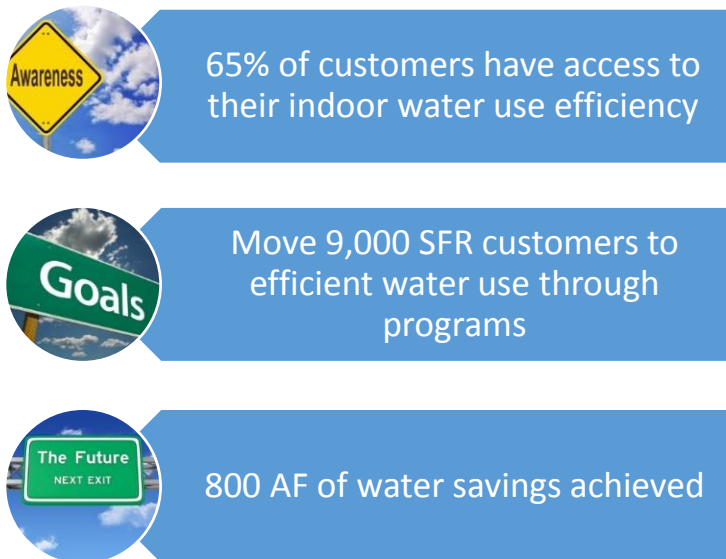 Awareness
65% of customers have access to
their indoor water use efficiency
Goals
Move 9,000 SFR customers to
efficient water use through
programs
The Future
NEXT EXIT
800 AF of water savings achieved